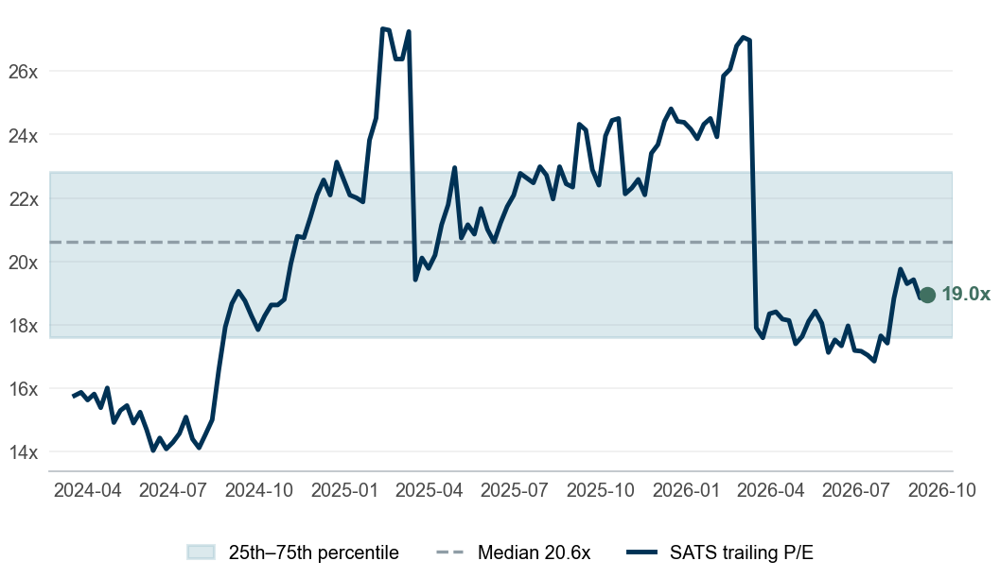 26x
24x
22x
20x
18x
16x
14x
19.0x
2024-04 2024-07 2024-10 2025-01 2025-04 2025-07 2025-10 2026-01 2026-04 2026-07 2026-10
25th–75th percentile Median 20.6x SATS trailing P/E